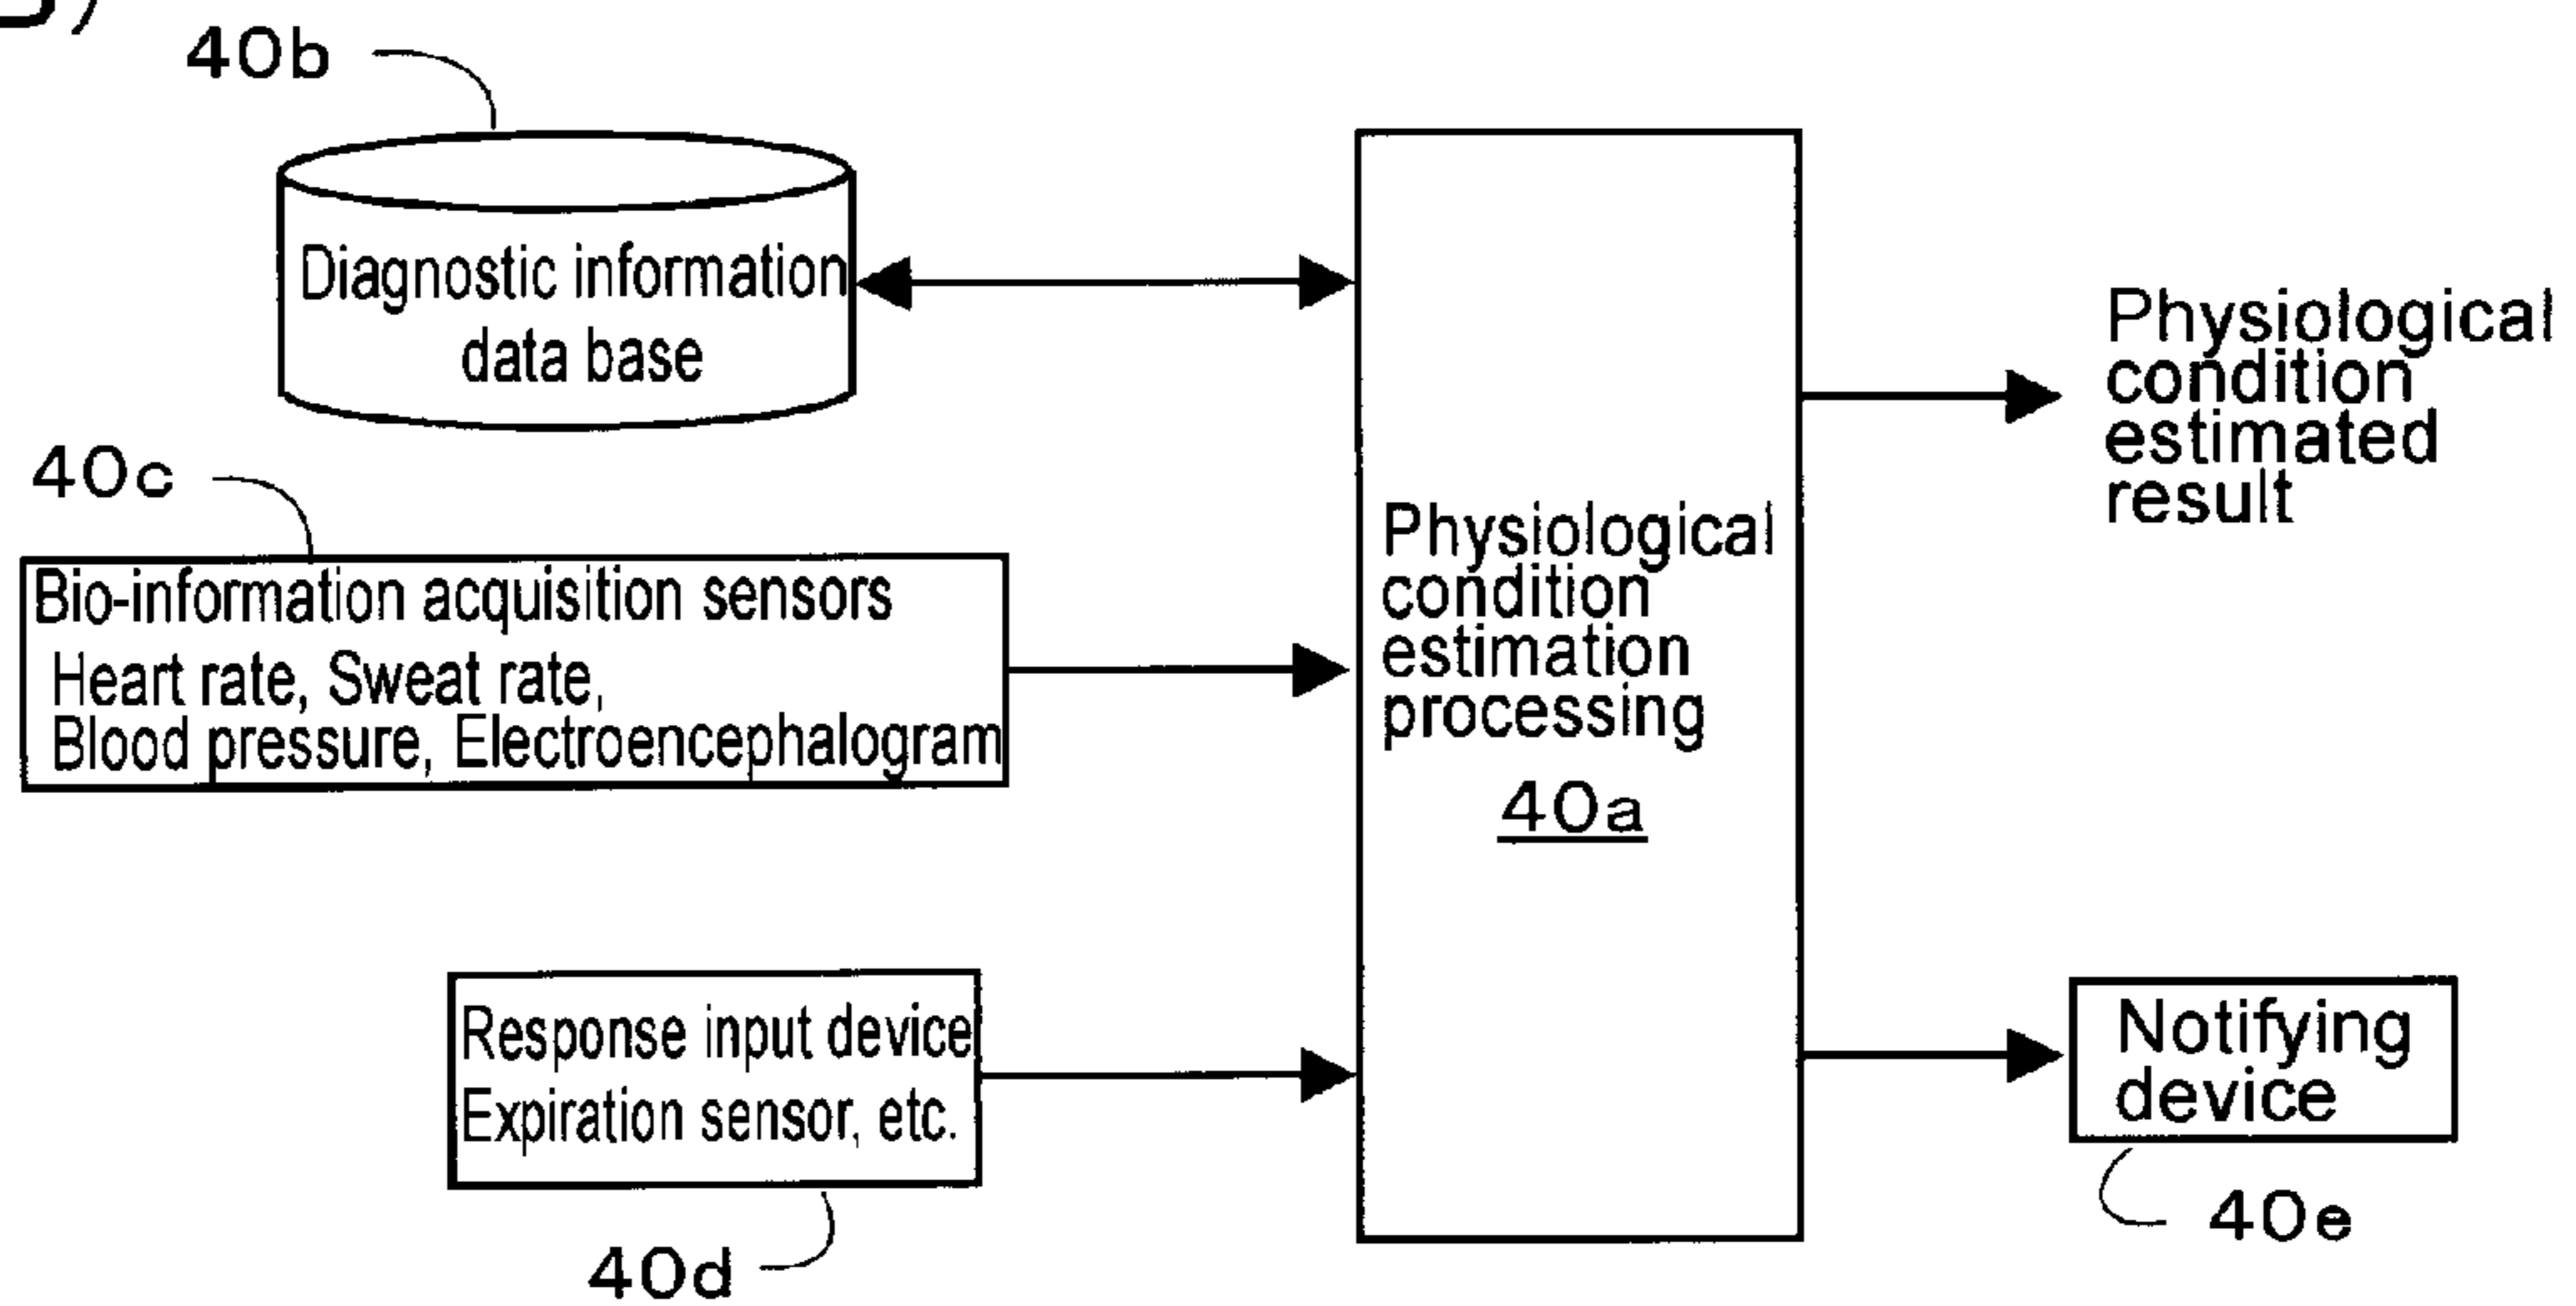 40b
Diagnostic information
data base
40c
Bio-information acquisition sensors
Heart rate, Sweat rate,
Blood pressure, Electroencephalogram
Response input device
Expiration sensor, etc.
40d
Physiological
condition
estimation
processing
40a
Physiological
condition
estimated
result
Notifying
device
40e